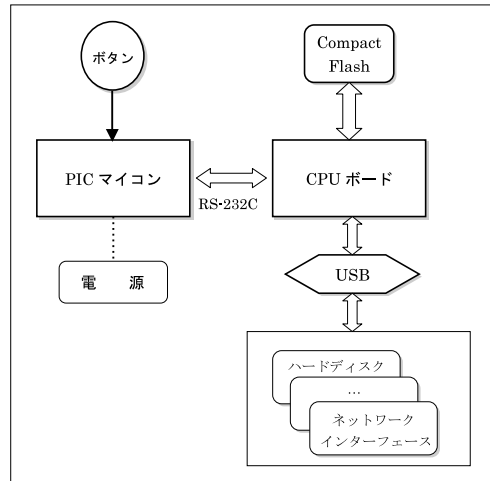 ボタン
Compact
Flash
PIC マイコン
RS-232C
CPU ボード
電　源
USB
ハードディスク
…
ネットワーク
インターフェース